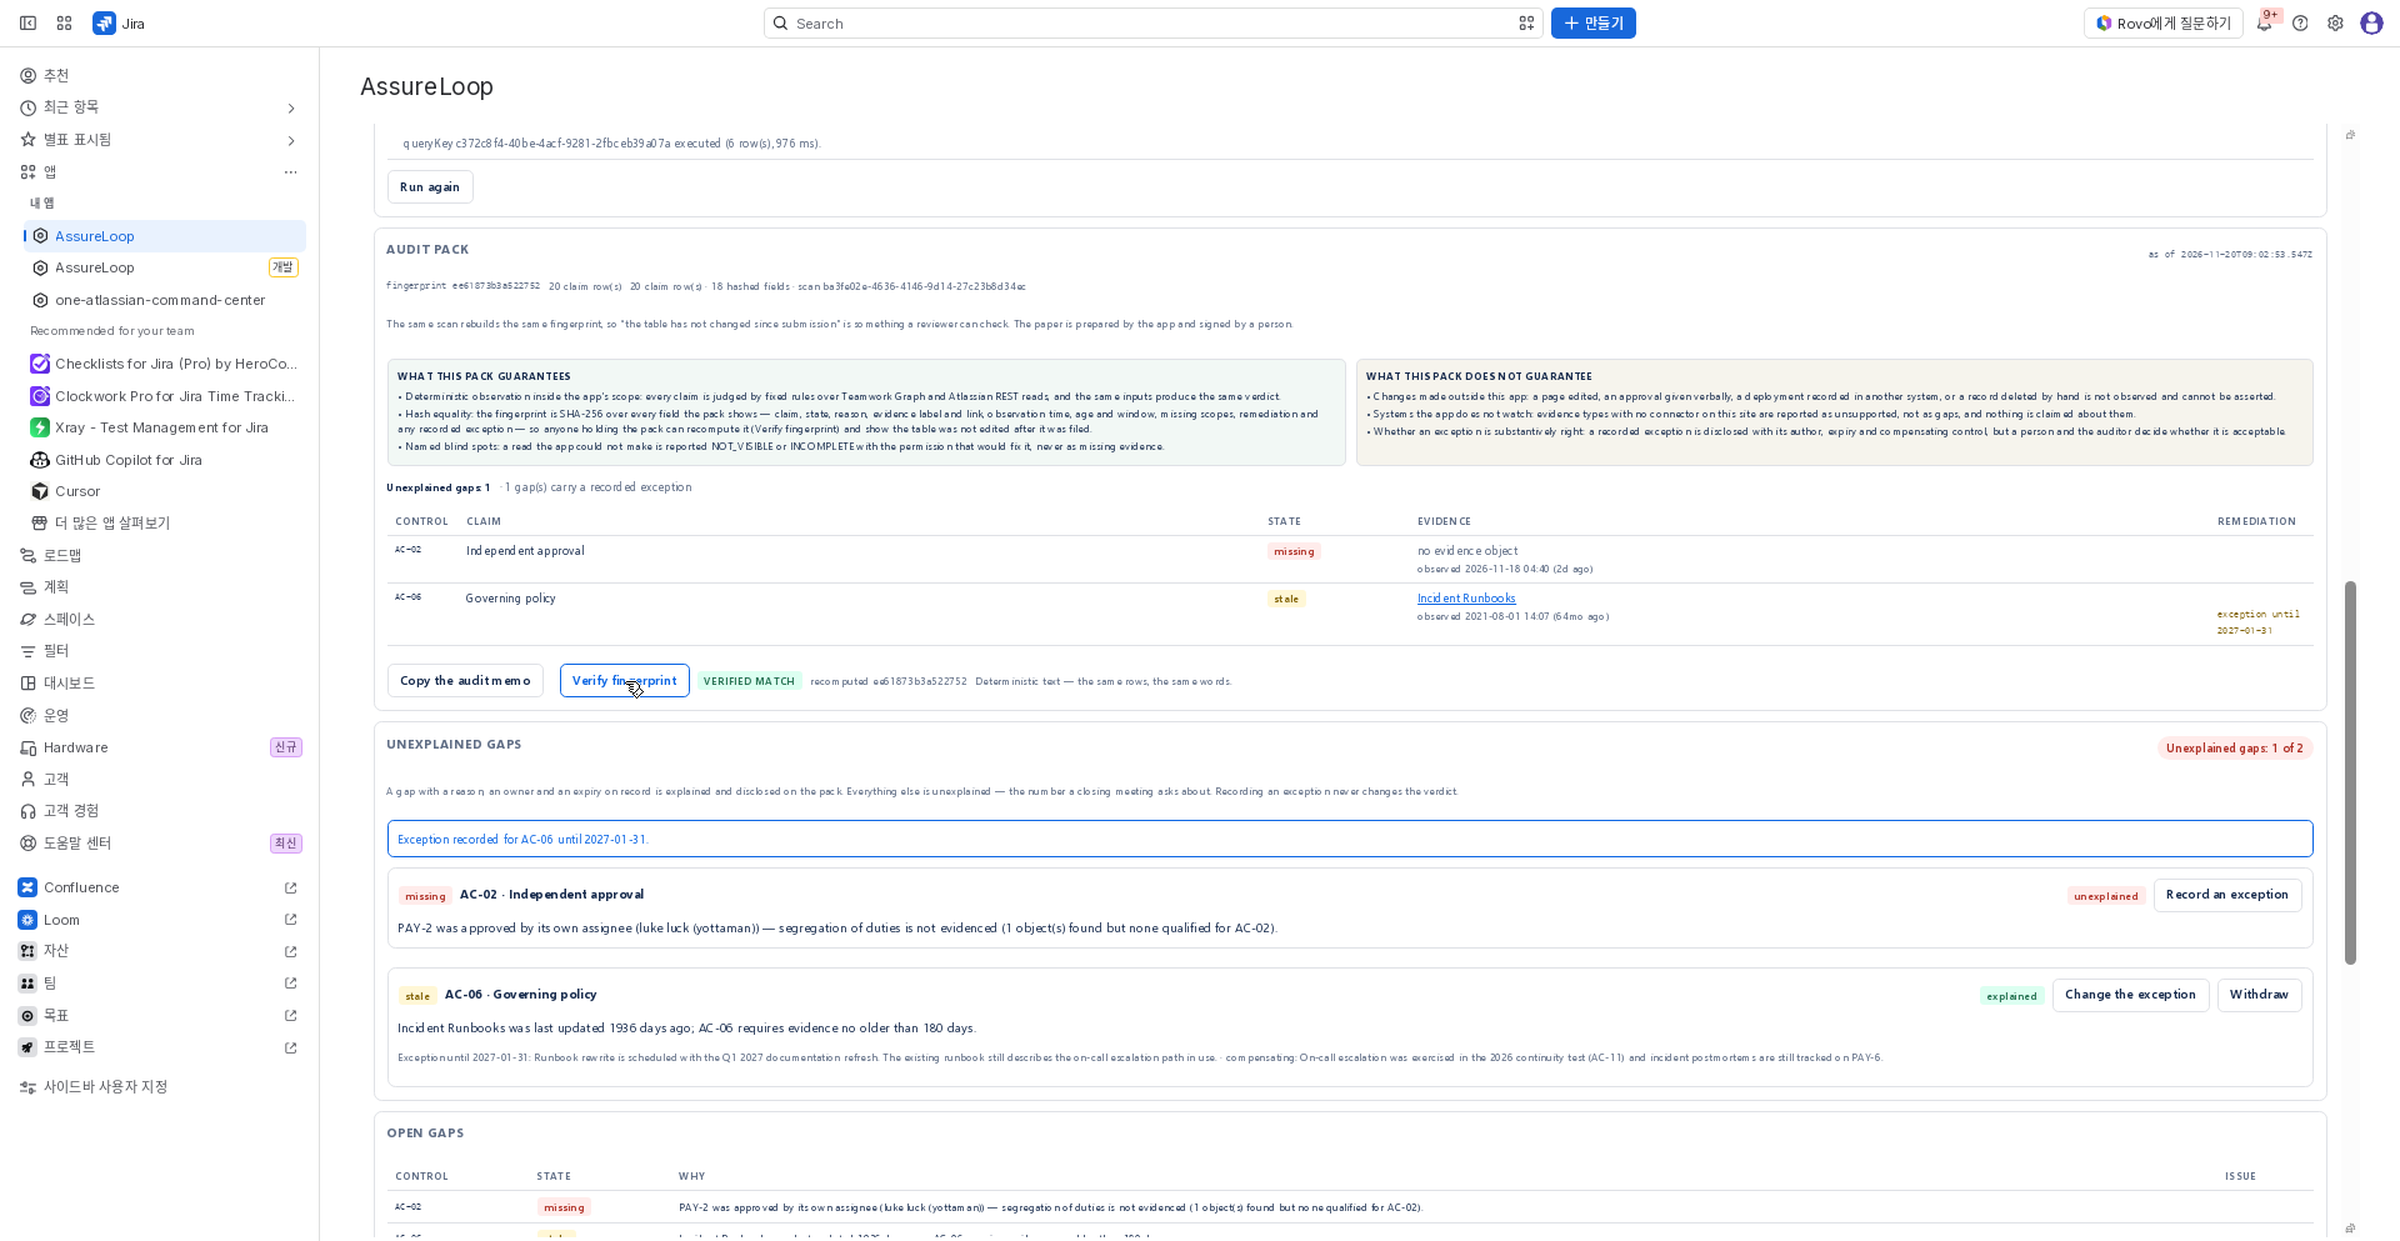 Jira
Search
만들기
Rovo에게 질문하기
9+
추천
최근 항목
별표 표시됨
앱
내 앱
AssureLoop
AssureLoop 개발
one-atlassian-command-center
Recommended for your team
Checklists for Jira (Pro) by HeroCo...
Clockwork Pro for Jira Time Tracki...
Xray - Test Management for Jira
GitHub Copilot for Jira
Cursor
더 많은 앱 살펴보기
로드맵
계획
스페이스
필터
대시보드
운영
Hardware 신규
고객
고객 경험
도움말 센터 최신
Confluence
Loom
자산
팀
목표
프로젝트
사이드바 사용자 지정
AssureLoop
queryKey c372c8f4-40be-4acf-9281-2fbceb39a07a executed (6 row(s), 976 ms).
Run again
AUDIT PACK
as of 2026-11-20T09:02:53.547Z
fingerprint ee61873b3a522752 20 claim row(s) 20 claim row(s) · 18 hashed fields · scan ba3fe02e-4636-4146-9d14-27c23b8d34ec
The same scan rebuilds the same fingerprint, so "the table has not changed since submission" is something a reviewer can check. The paper is prepared by the app and signed by a person.
WHAT THIS PACK GUARANTEES
• Deterministic observation inside the app's scope: every claim is judged by fixed rules over Teamwork Graph and Atlassian REST reads, and the same inputs produce the same verdict.
• Hash equality: the fingerprint is SHA-256 over every field the pack shows — claim, state, reason, evidence label and link, observation time, age and window, missing scopes, remediation and
any recorded exception — so anyone holding the pack can recompute it (Verify fingerprint) and show the table was not edited after it was filed.
• Named blind spots: a read the app could not make is reported NOT_VISIBLE or INCOMPLETE with the permission that would fix it, never as missing evidence.
WHAT THIS PACK DOES NOT GUARANTEE
• Changes made outside this app: a page edited, an approval given verbally, a deployment recorded in another system, or a record deleted by hand is not observed and cannot be asserted.
• Systems the app does not watch: evidence types with no connector on this site are reported as unsupported, not as gaps, and nothing is claimed about them.
• Whether an exception is substantively right: a recorded exception is disclosed with its author, expiry and compensating control, but a person and the auditor decide whether it is acceptable.
Unexplained gaps: 1 · 1 gap(s) carry a recorded exception
CONTROL CLAIM STATE EVIDENCE REMEDIATION
AC-02 Independent approval missing no evidence object
observed 2026-11-18 04:40 (2d ago)
AC-06 Governing policy stale Incident Runbooks
observed 2021-08-01 14:07 (64mo ago)
exception until
2027-01-31
Copy the audit memo
Verify fingerprint
VERIFIED MATCH recomputed ee61873b3a522752 Deterministic text — the same rows, the same words.
UNEXPLAINED GAPS
Unexplained gaps: 1 of 2
A gap with a reason, an owner and an expiry on record is explained and disclosed on the pack. Everything else is unexplained — the number a closing meeting asks about. Recording an exception never changes the verdict.
Exception recorded for AC-06 until 2027-01-31.
missing AC-02 · Independent approval unexplained Record an exception
PAY-2 was approved by its own assignee (luke luck (yottaman)) — segregation of duties is not evidenced (1 object(s) found but none qualified for AC-02).
stale AC-06 · Governing policy explained Change the exception Withdraw
Incident Runbooks was last updated 1936 days ago; AC-06 requires evidence no older than 180 days.
Exception until 2027-01-31: Runbook rewrite is scheduled with the Q1 2027 documentation refresh. The existing runbook still describes the on-call escalation path in use. · compensating: On-call escalation was exercised in the 2026 continuity test (AC-11) and incident postmortems are still tracked on PAY-6.
OPEN GAPS
CONTROL STATE WHY ISSUE
AC-02 missing PAY-2 was approved by its own assignee (luke luck (yottaman)) — segregation of duties is not evidenced (1 object(s) found but none qualified for AC-02).